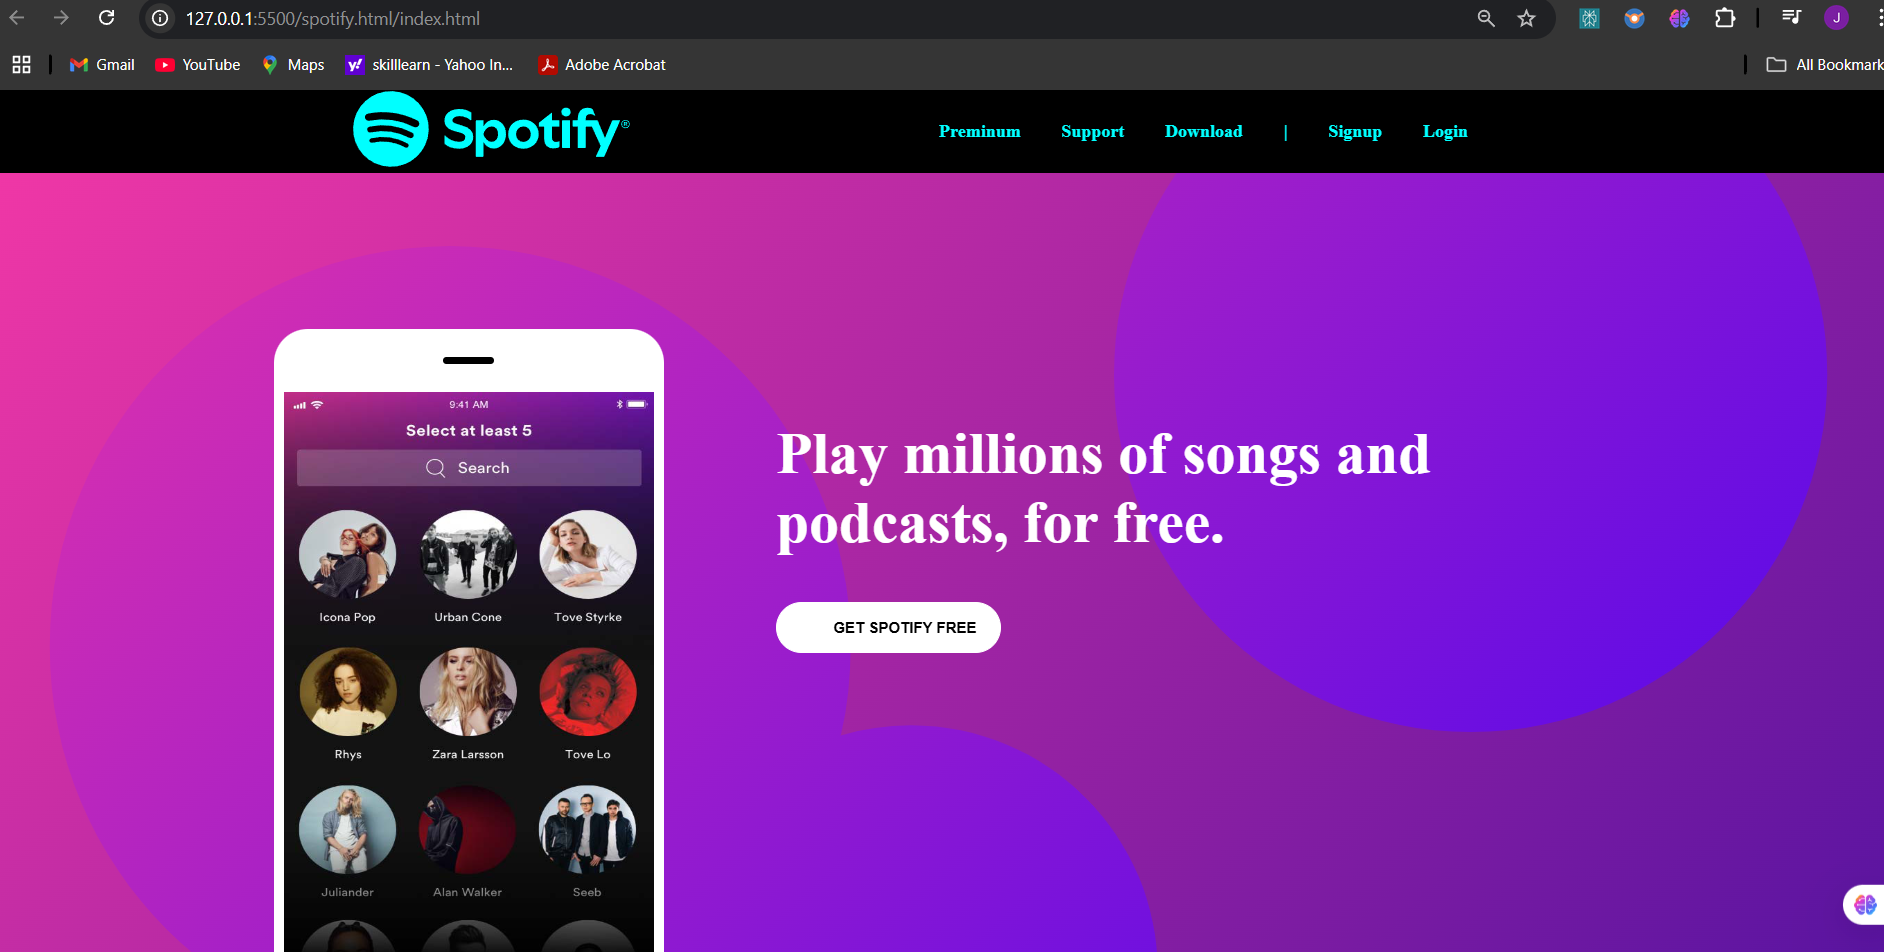 127.0.0.1:5500/spotify.html/index.html
J
Gmail YouTube Maps skilllearn - Yahoo In... Adobe Acrobat All Bookmark
Spotify® Preminum Support Download | Signup Login
9:41 AM
Select at least 5
Search
Icona Pop Urban Cone Tove Styrke
Rhys Zara Larsson Tove Lo
Juliander Alan Walker Seeb
Play millions of songs and
podcasts, for free.
GET SPOTIFY FREE